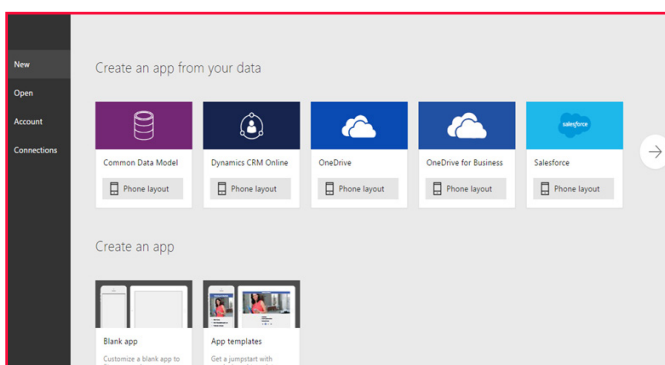 New
Open
Account
Connections
Create an app from your data
salesforce
Common Data Model
Dynamics CRM Online
OneDrive
OneDrive for Business
Salesforce
Phone layout
Phone layout
Phone layout
Phone layout
Phone layout
Create an app
Blank app
App templates
Customize a blank app to
Get a jumpstart with